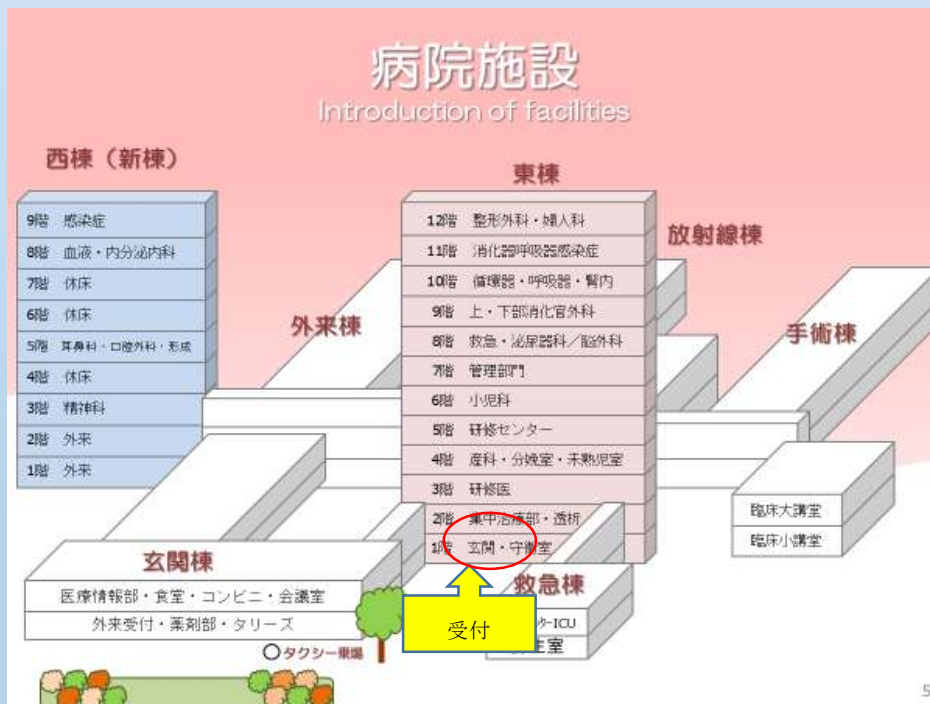 病院施設
Introduction of facilities
西棟（新棟）
9階 感染症
8階 血液・内分泌内科
7階 休床
6階 休床
5階 耳鼻科・口腔外科・形成
4階 休床
3階 精神科
2階 外来
1階 外来
東棟
12階 整形外科・婦人科
11階 消化器呼吸器感染症
10階 循環器・呼吸器・腎内
9階 上・下部消化官外科
8階 救急・泌尿器科／脳外科
7階 管理部門
6階 小児科
5階 研修センター
4階 産科・分娩室・未熟児室
3階 研修医
2階 集中治療部・透析
1階 玄関・守衛室
放射線棟
外来棟
手術棟
臨床大講堂
臨床小講堂
玄関棟
医療情報部・食堂・コンビニ・会議室
外来受付・薬剤部・タリーズ
タクシー乗場
救急棟
ICU
生室
受付
5